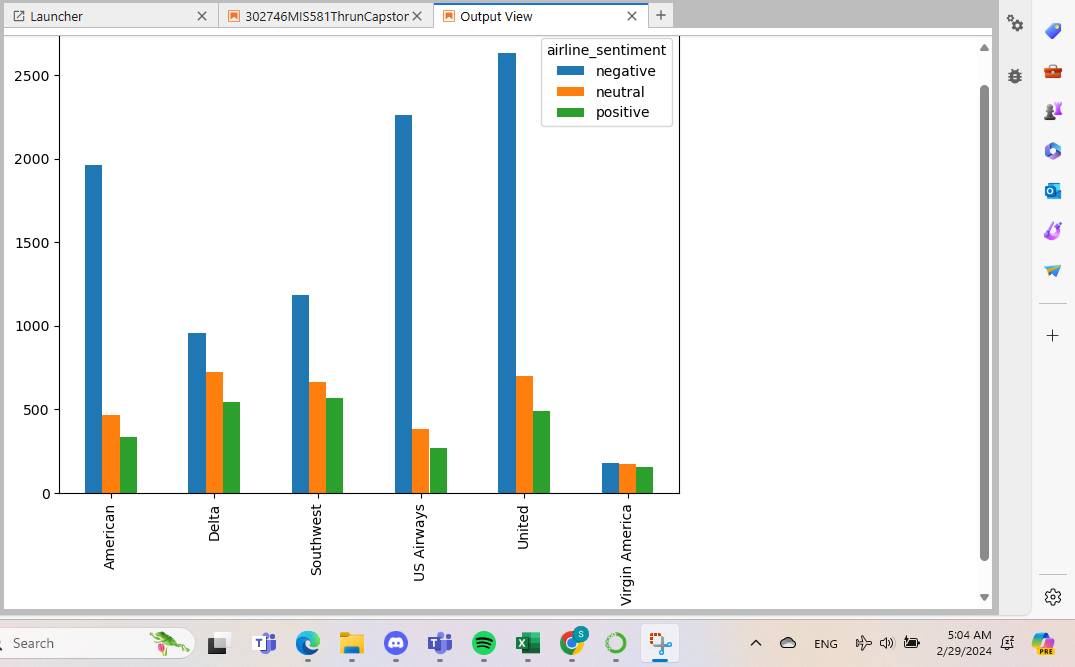 Launcher
302746MIS581ThrunCapstor
Output View
2500
2000
1500
1000
500
0
airline_sentiment
negative
neutral
positive
American
Delta
Southwest
US Airways
United
Virgin America
Search
S
ENG
5:04 AM
2/29/2024
PRE